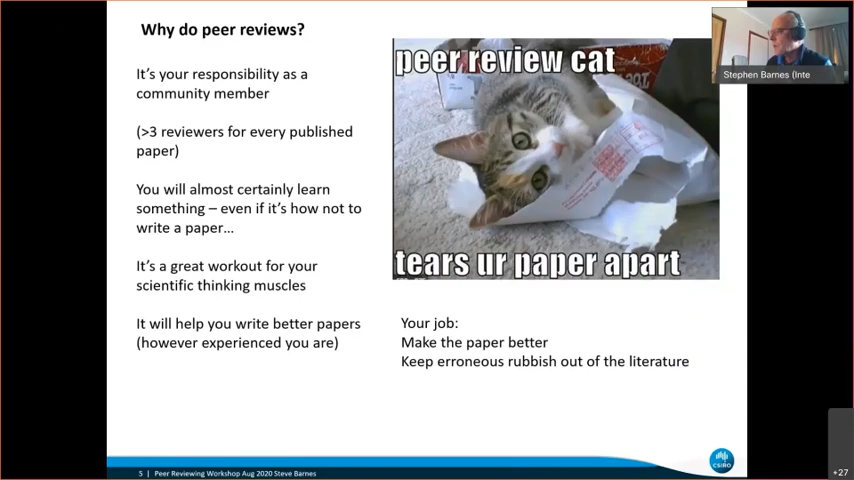 Why do peer reviews?
It's your responsibility as a
community member
(>3 reviewers for every published
paper)
You will almost certainly learn
something – even if it's how not to
write a paper...
It's a great workout for your
scientific thinking muscles
It will help you write better papers
(however experienced you are)
peer review cat
tears ur paper apart
Your job:
Make the paper better
Keep erroneous rubbish out of the literature
Stephen Barnes (Inte
5 | Peer Reviewing Workshop Aug 2020 Steve Barnes
CSIRO
+27